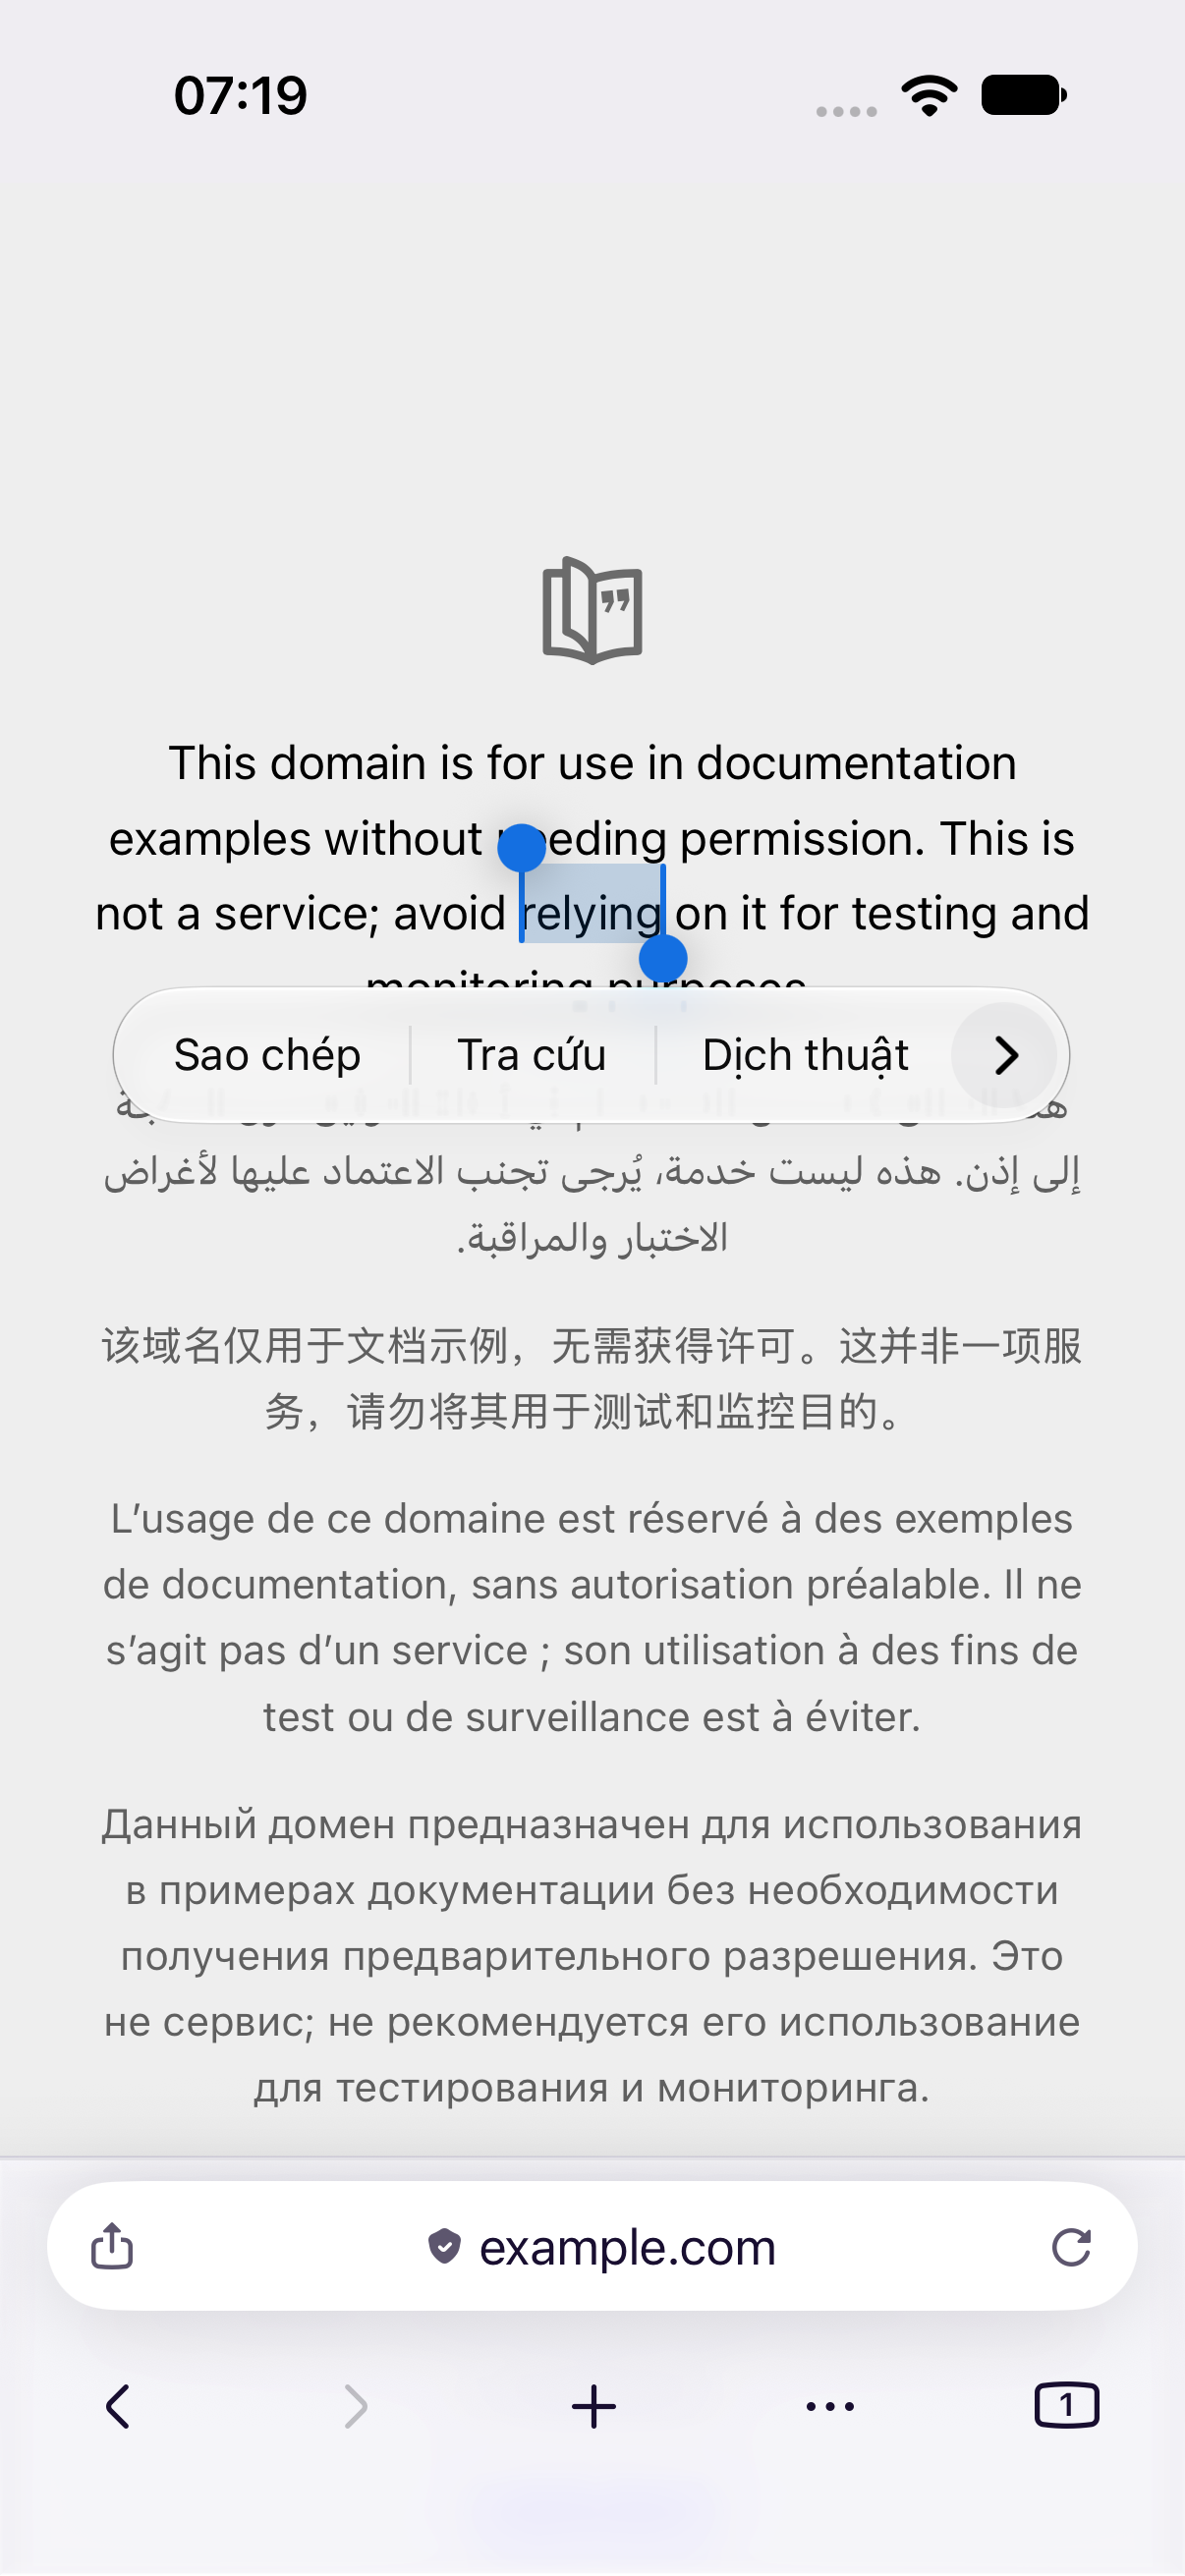 07:19
This domain is for use in documentation
examples without needing permission. This is
not a service; avoid relying on it for testing and
monitoring purposes.
Sao chép
Tra cứu
Dịch thuật
إلى إذن. هذه ليست خدمة، يُرجى تجنب الاعتماد عليها لأغراض
الاختبار والمراقبة.
该域名仅用于文档示例，无需获得许可。这并非一项服
务，请勿将其用于测试和监控目的。
L’usage de ce domaine est réservé à des exemples
de documentation, sans autorisation préalable. Il ne
s’agit pas d’un service ; son utilisation à des fins de
test ou de surveillance est à éviter.
Данный домен предназначен для использования
в примерах документации без необходимости
получения предварительного разрешения. Это
не сервис; не рекомендуется его использование
для тестирования и мониторинга.
example.com
1